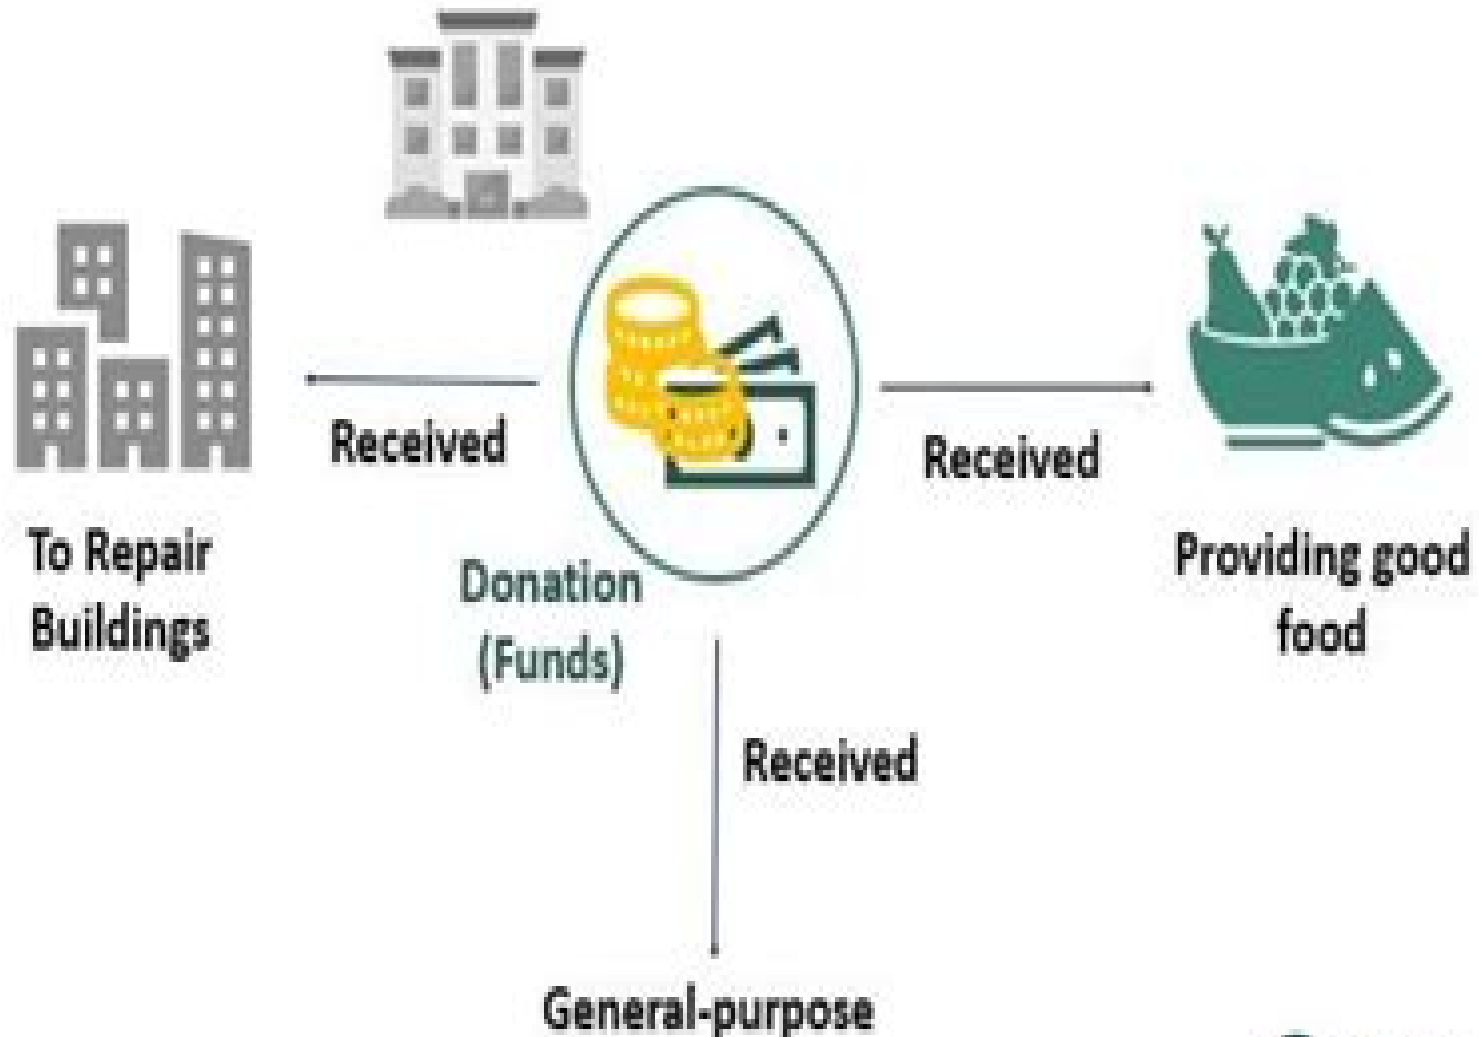 Received
Received
To Repair
Buildings
Donation
(Funds)
Providing good
food
Received
General-purpose